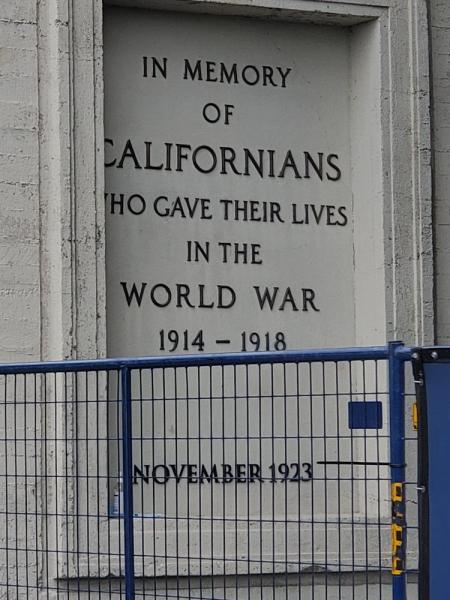 IN MEMORY
OF
CALIFORNIANS
WHO GAVE THEIR LIVES
IN THE
WORLD WAR
1914 – 1918
NOVEMBER 1923